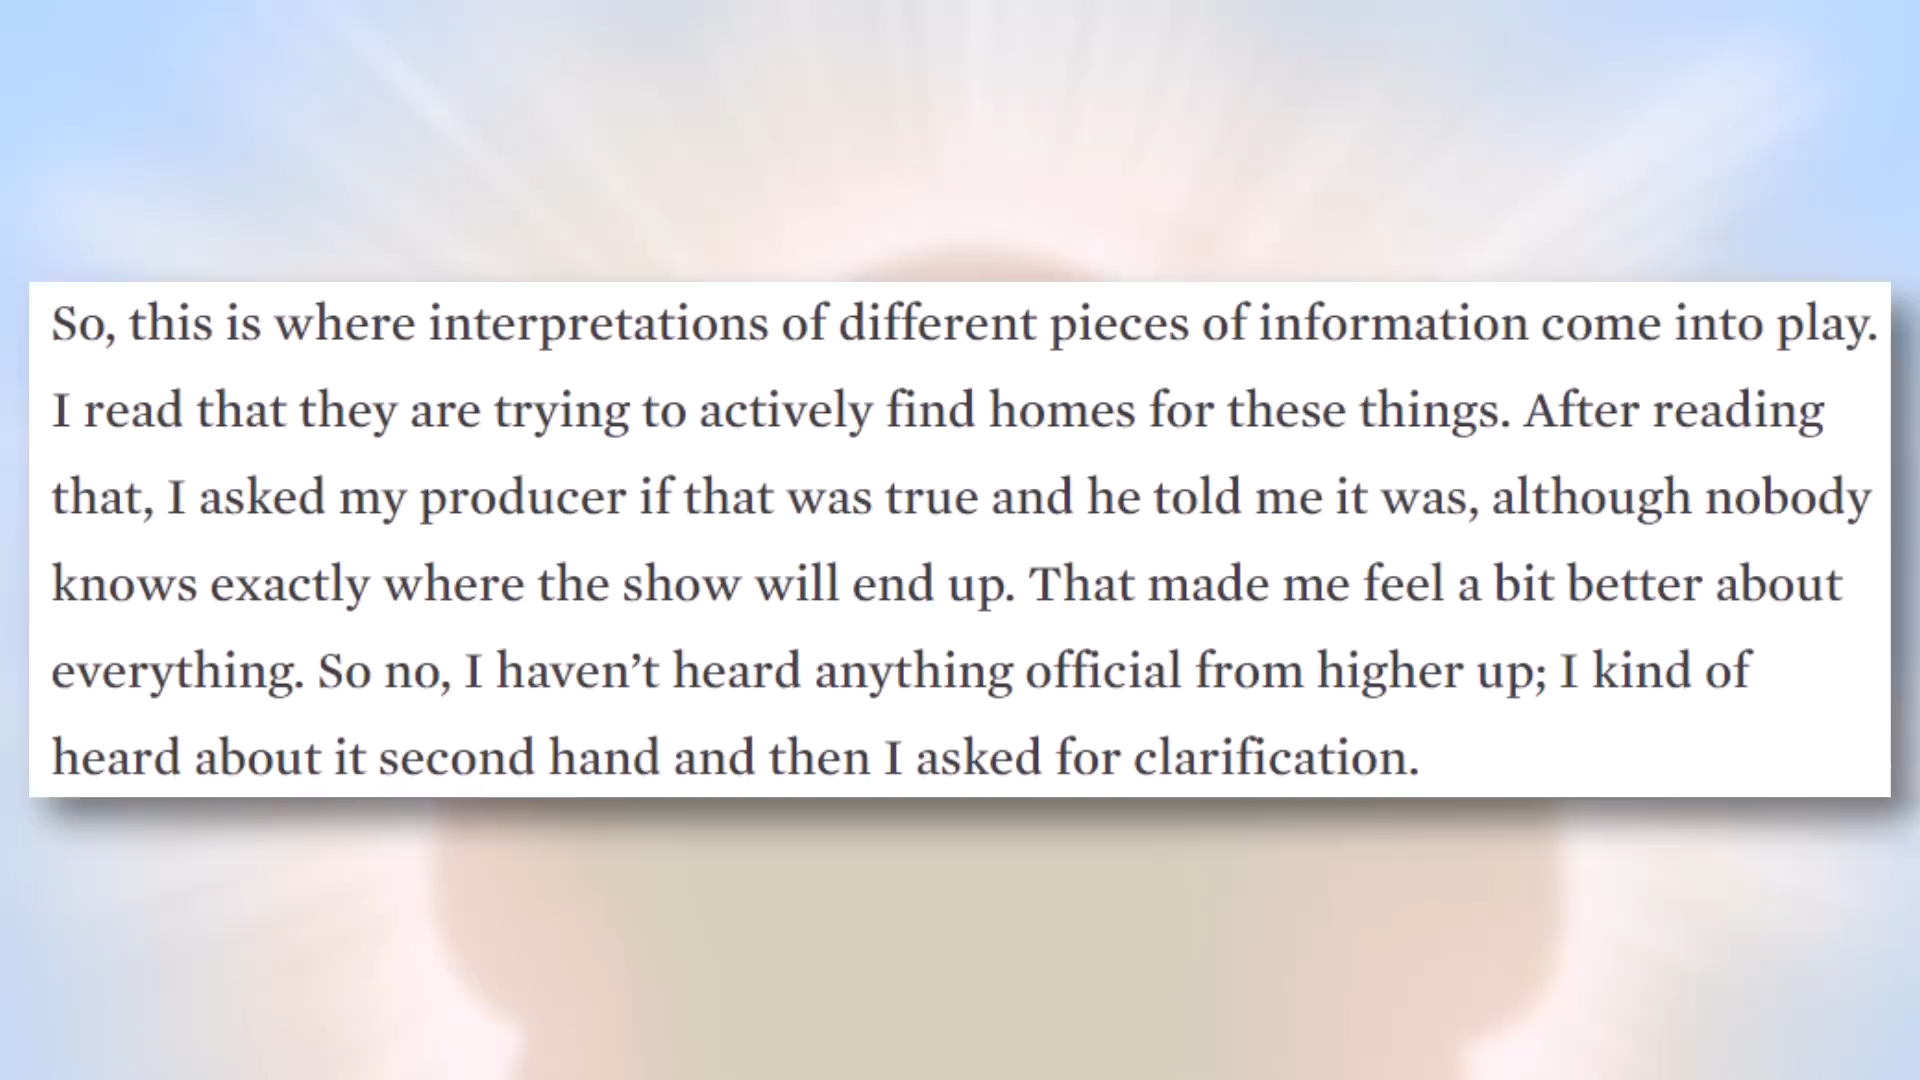 So, this is where interpretations of different pieces of information come into play.
I read that they are trying to actively find homes for these things. After reading
that, I asked my producer if that was true and he told me it was, although nobody
knows exactly where the show will end up. That made me feel a bit better about
everything. So no, I haven’t heard anything official from higher up; I kind of
heard about it second hand and then I asked for clarification.